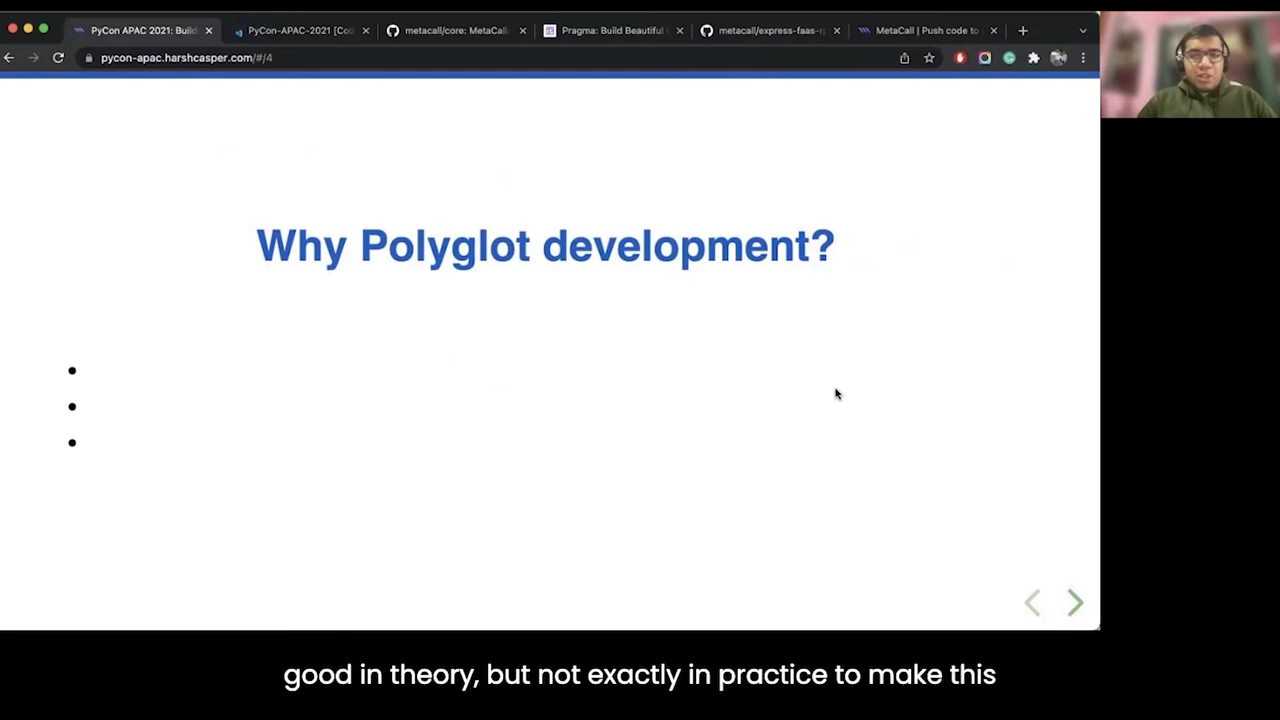 PyCon APAC 2021: Build
PyCon-APAC-2021 [Cod
metacall/core: MetaCall:
Pragma: Build Beautiful
metacall/express-faas-r
MetaCall | Push code to
pycon-apac.harshcasper.com/#/4
Why Polyglot development?
good in theory, but not exactly in practice to make this